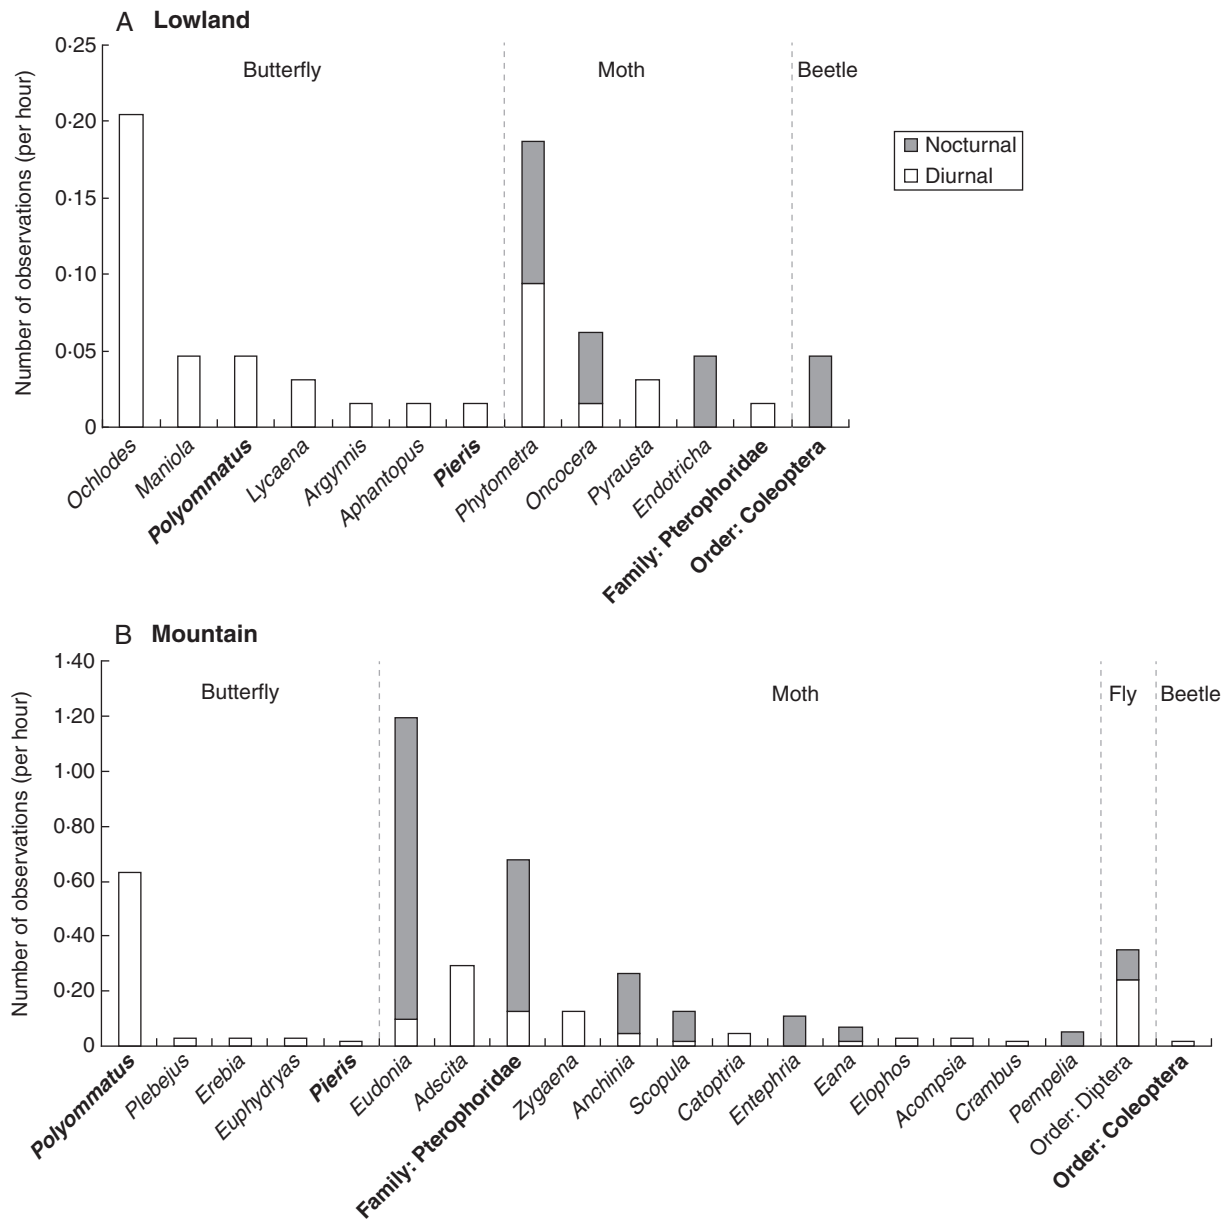 A Lowland
0·25
0·20
0·15
0·10
0·05
0
Number of observations (per hour)
Butterfly
Moth
Beetle
Nocturnal
Diurnal
Ochlodes
Maniola
Polyommatus
Lycaena
Argynnis
Aphantopus
Pieris
Phytometra
Oncocera
Pyrausta
Endotricha
Family: Pterophoridae
Order: Coleoptera
B Mountain
1·40
1·20
1·00
0·80
0·60
0·40
0·20
0
Number of observations (per hour)
Butterfly
Moth
Fly
Beetle
Polyommatus
Plebejus
Erebia
Euphydryas
Pieris
Eudonia
Adscita
Family: Pterophoridae
Zygaena
Anchinia
Scopula
Catoptria
Entephria
Eana
Elophos
Acompsia
Crambus
Pempelia
Order: Diptera
Order: Coleoptera